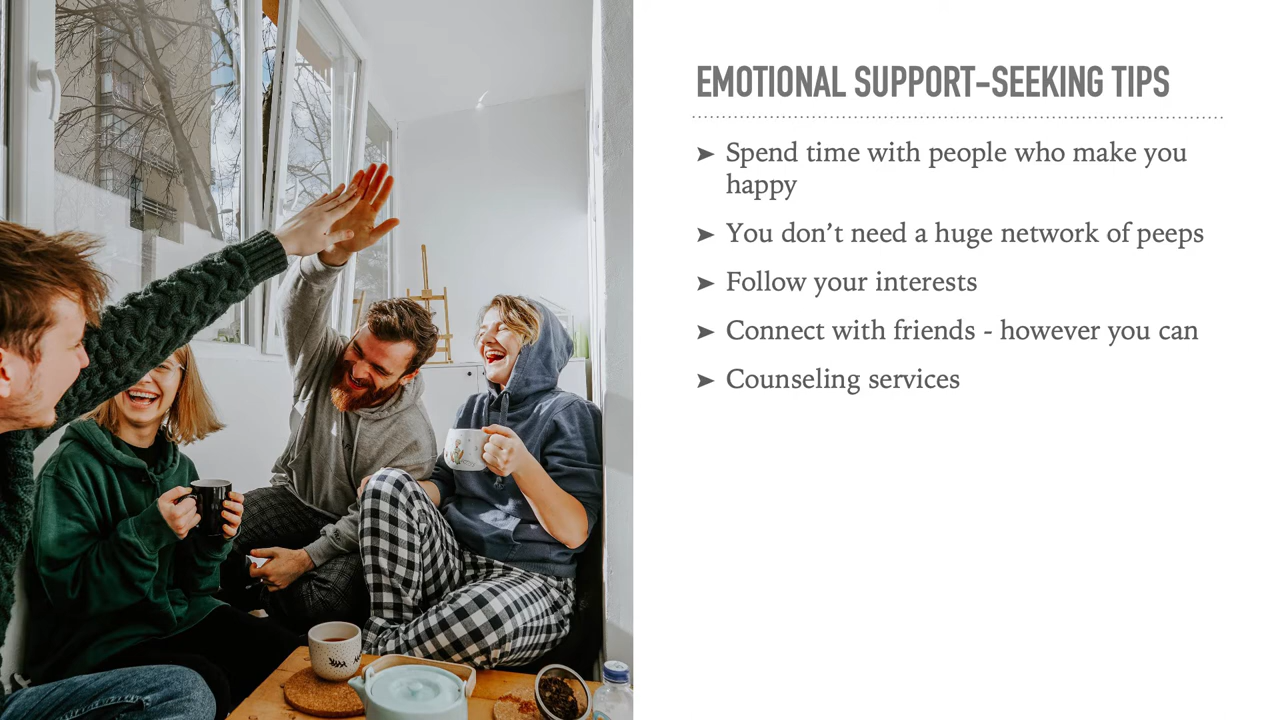 EMOTIONAL SUPPORT-SEEKING TIPS
➤ Spend time with people who make you
happy
➤ You don’t need a huge network of peeps
➤ Follow your interests
➤ Connect with friends - however you can
➤ Counseling services